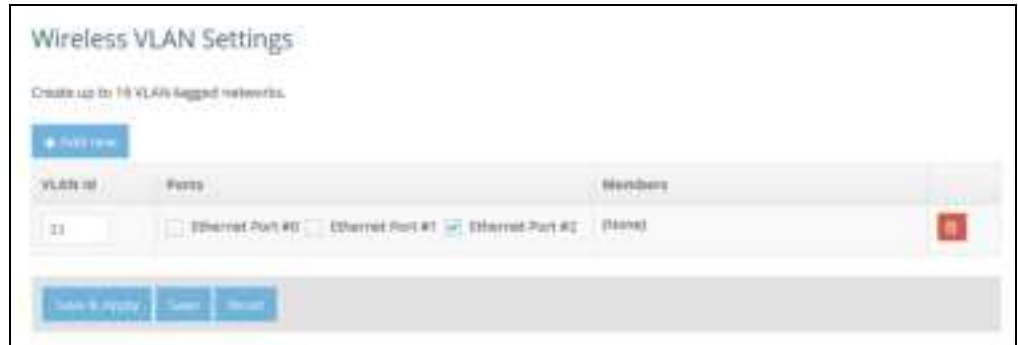 Wireless VLAN Settings
Create up to 16 VLAN-tagged networks.
Add new
VLAN Id Ports Members
Ethernet Port #0 Ethernet Port #1 Ethernet Port #2 (None)
Save & Apply Save Reset